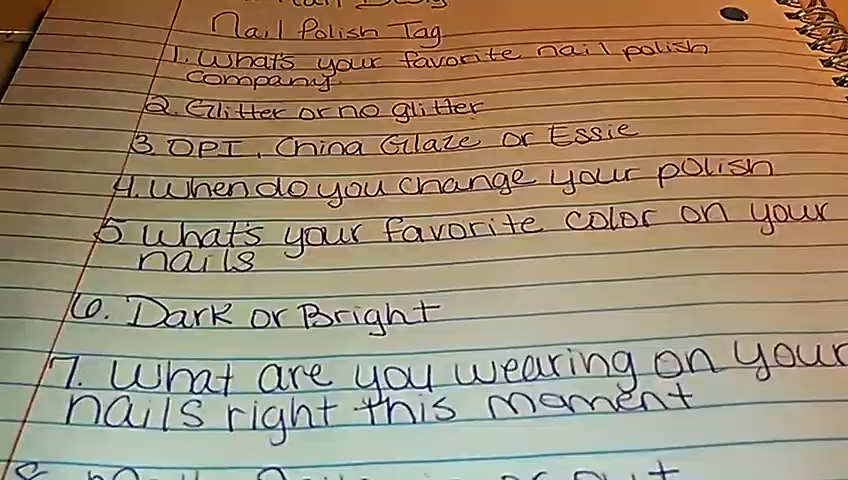 Nail Polish Tag
1. What's your favorite nail polish
company
2. Glitter or no glitter
3 OPI, China Glaze or Essie
4. When do you change your polish
5 What's your favorite color on your
nails
6. Dark or Bright
7. What are you wearing on your
nails right this moment